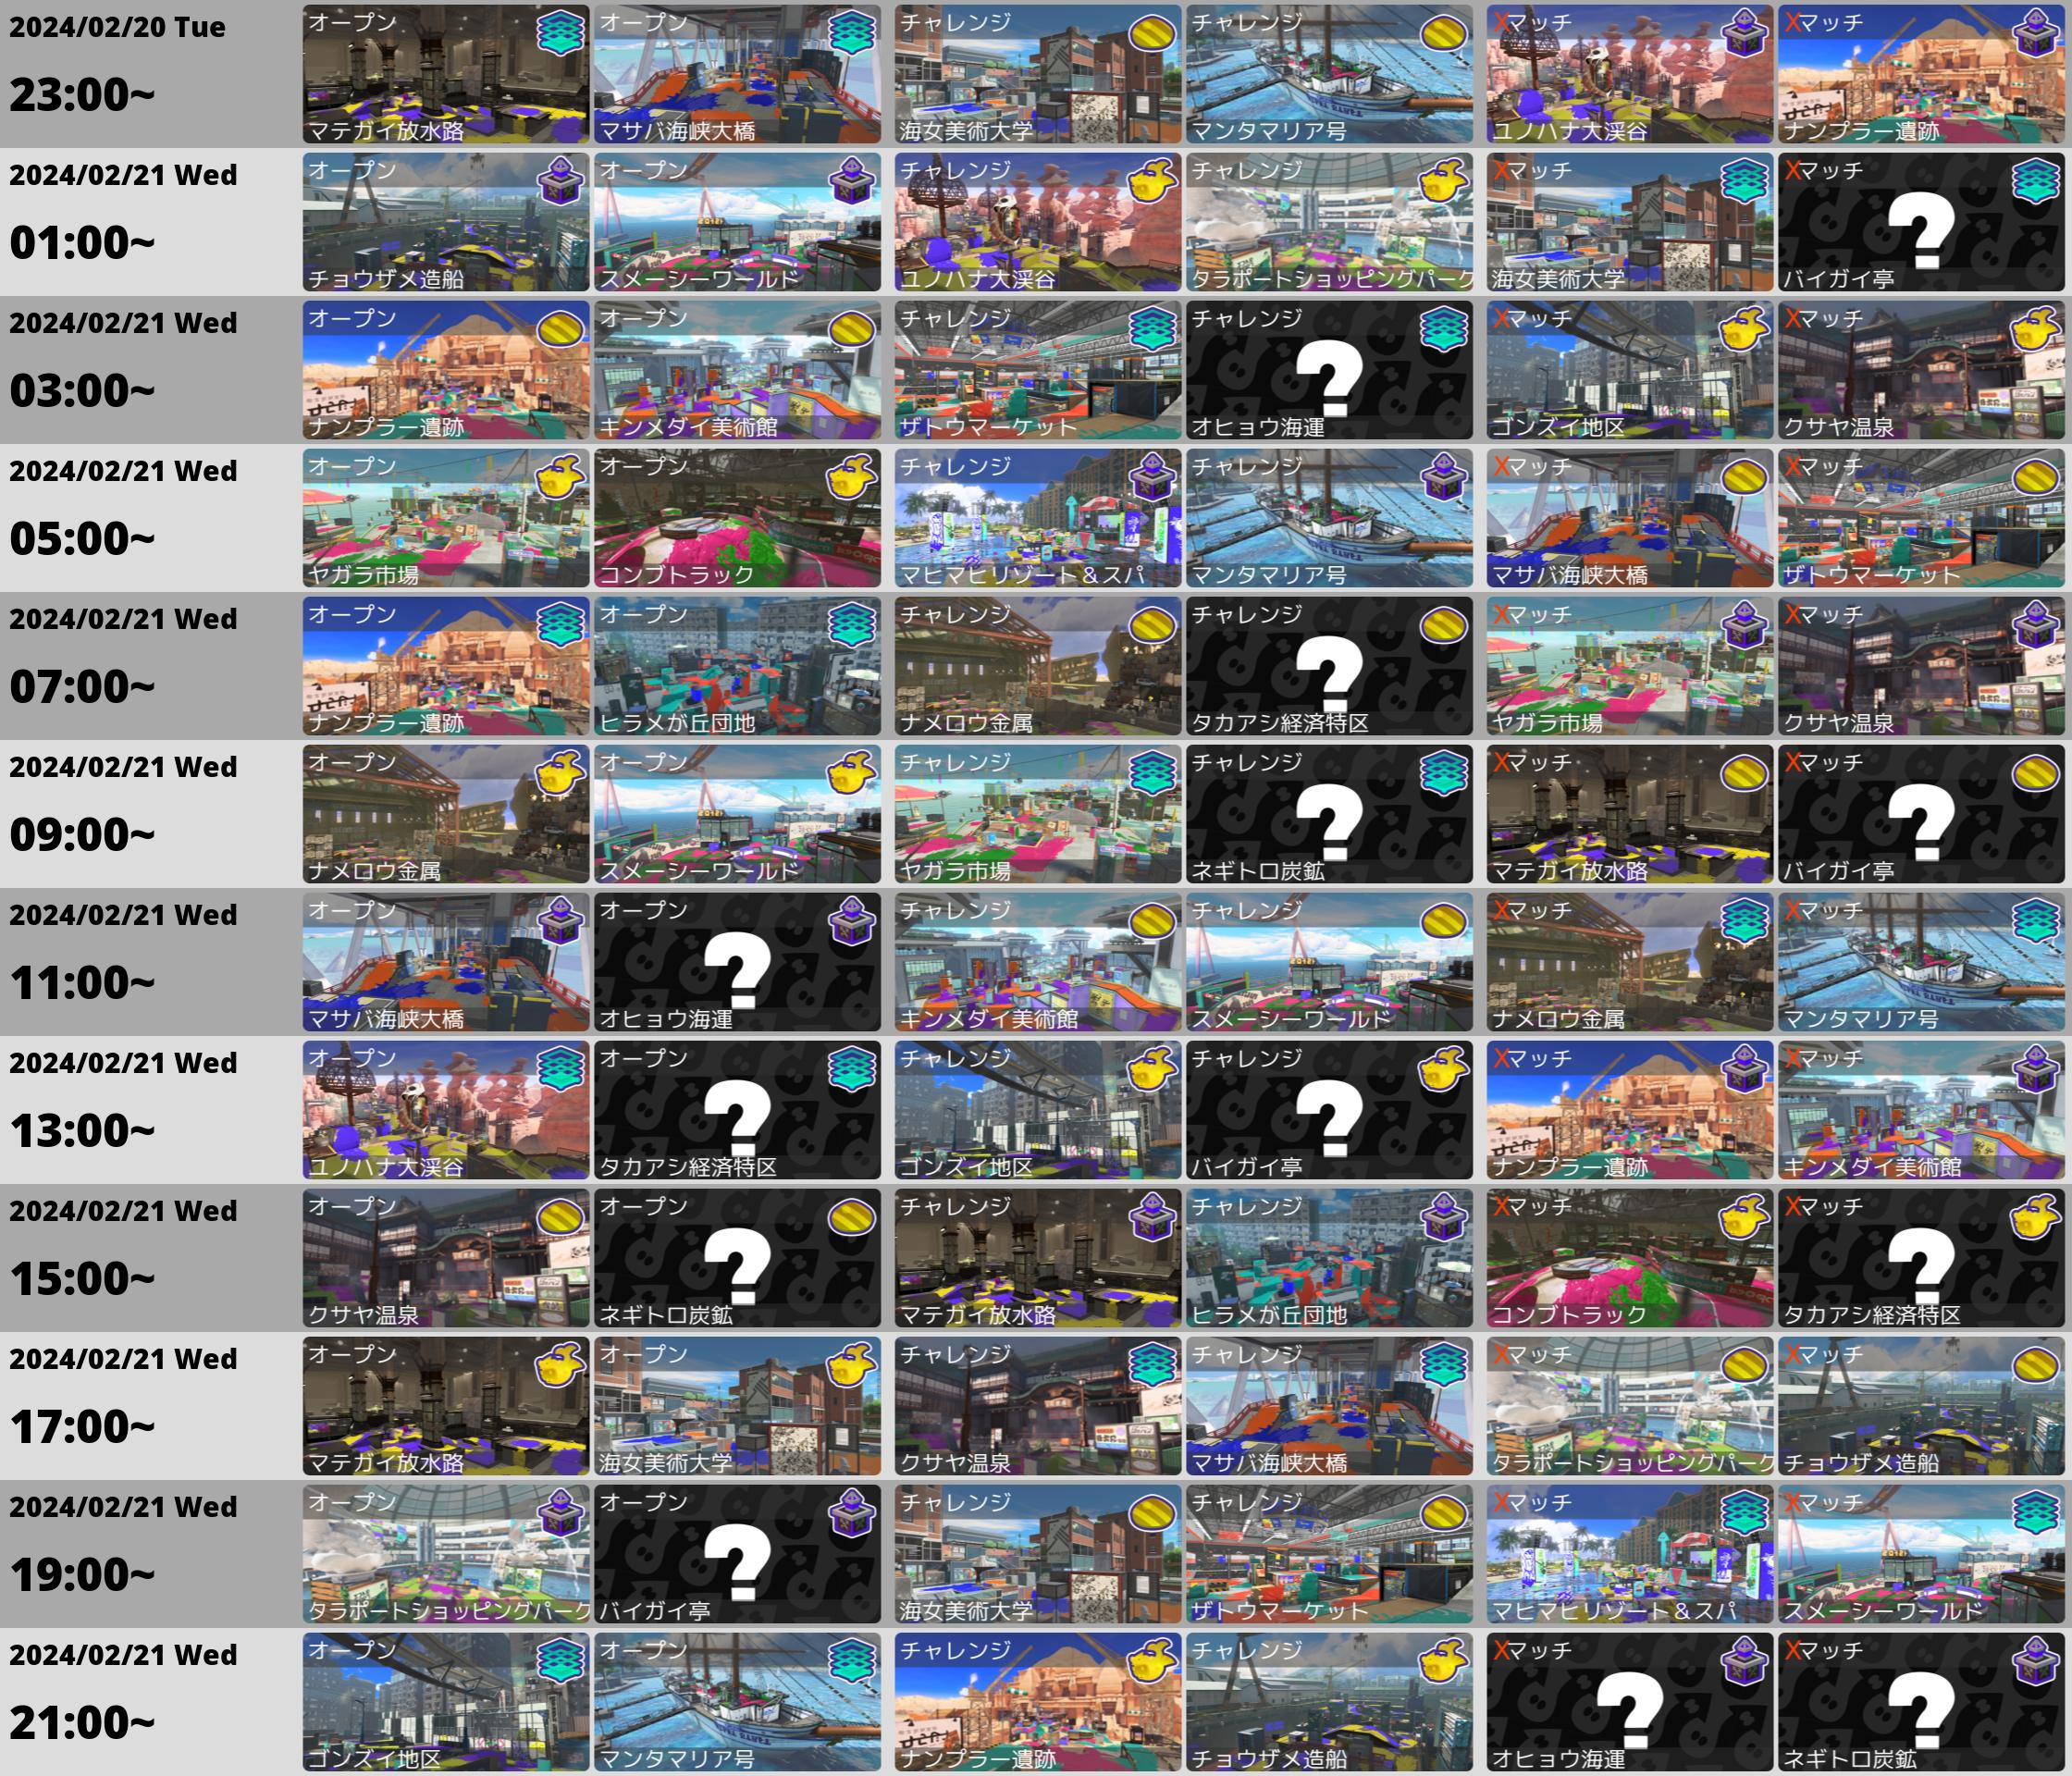 2024/02/20 Tue
23:00~
オープン マテガイ放水路
オープン マサバ海峡大橋
チャレンジ 海女美術大学
チャレンジ マンタマリア号
Xマッチ ユノハナ大渓谷
Xマッチ ナンプラー遺跡
2024/02/21 Wed
01:00~
オープン チョウザメ造船
オープン スメーシーワールド
チャレンジ ユノハナ大渓谷
チャレンジ タラポートショッピングパーク
Xマッチ 海女美術大学
Xマッチ バイガイ亭
2024/02/21 Wed
03:00~
オープン ナンプラー遺跡
オープン キンメダイ美術館
チャレンジ ザトウマーケット
チャレンジ オヒョウ海運
Xマッチ ゴンズイ地区
Xマッチ クサヤ温泉
2024/02/21 Wed
05:00~
オープン ヤガラ市場
オープン コンブトラック
チャレンジ マヒマヒリゾート＆スパ
チャレンジ マンタマリア号
Xマッチ マサバ海峡大橋
Xマッチ ザトウマーケット
2024/02/21 Wed
07:00~
オープン ナンプラー遺跡
オープン ヒラメが丘団地
チャレンジ ナメロウ金属
チャレンジ タカアシ経済特区
Xマッチ ヤガラ市場
Xマッチ クサヤ温泉
2024/02/21 Wed
09:00~
オープン ナメロウ金属
オープン スメーシーワールド
チャレンジ ヤガラ市場
チャレンジ ネギトロ炭鉱
Xマッチ マテガイ放水路
Xマッチ バイガイ亭
2024/02/21 Wed
11:00~
オープン マサバ海峡大橋
オープン オヒョウ海運
チャレンジ キンメダイ美術館
チャレンジ スメーシーワールド
Xマッチ ナメロウ金属
Xマッチ マンタマリア号
2024/02/21 Wed
13:00~
オープン ユノハナ大渓谷
オープン タカアシ経済特区
チャレンジ ゴンズイ地区
チャレンジ バイガイ亭
Xマッチ ナンプラー遺跡
Xマッチ キンメダイ美術館
2024/02/21 Wed
15:00~
オープン クサヤ温泉
オープン ネギトロ炭鉱
チャレンジ マテガイ放水路
チャレンジ ヒラメが丘団地
Xマッチ コンブトラック
Xマッチ タカアシ経済特区
2024/02/21 Wed
17:00~
オープン マテガイ放水路
オープン 海女美術大学
チャレンジ クサヤ温泉
チャレンジ マサバ海峡大橋
Xマッチ タラポートショッピングパーク
Xマッチ チョウザメ造船
2024/02/21 Wed
19:00~
オープン タラポートショッピングパーク
オープン バイガイ亭
チャレンジ 海女美術大学
チャレンジ ザトウマーケット
Xマッチ マヒマヒリゾート＆スパ
Xマッチ スメーシーワールド
2024/02/21 Wed
21:00~
オープン ゴンズイ地区
オープン マンタマリア号
チャレンジ ナンプラー遺跡
チャレンジ チョウザメ造船
Xマッチ オヒョウ海運
Xマッチ ネギトロ炭鉱